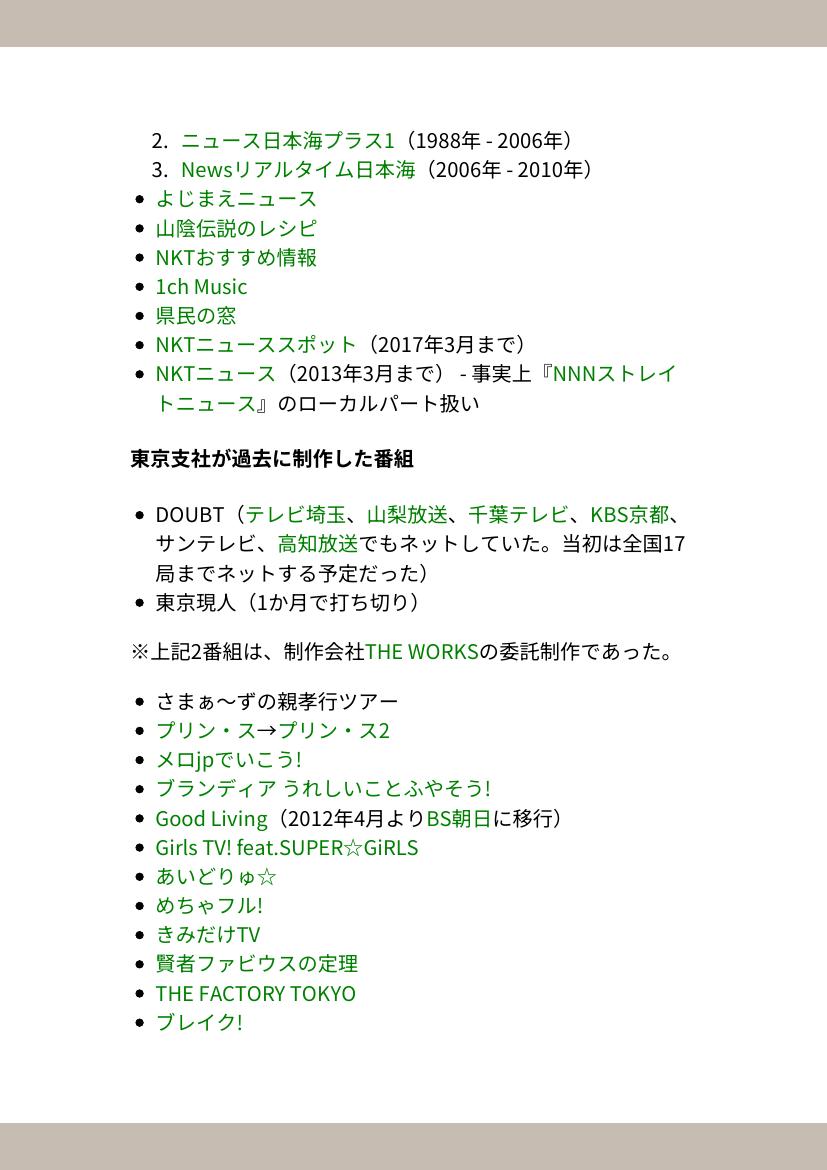 2. ニュース日本海プラス1（1988年 - 2006年）
3. Newsリアルタイム日本海（2006年 - 2010年）
• よじまえニュース
• 山陰伝説のレシピ
• NKTおすすめ情報
• 1ch Music
• 県民の窓
• NKTニューススポット（2017年3月まで）
• NKTニュース（2013年3月まで） - 事実上『NNNストレイ
トニュース』のローカルパート扱い
東京支社が過去に制作した番組
• DOUBT（テレビ埼玉、山梨放送、千葉テレビ、KBS京都、
サンテレビ、高知放送でもネットしていた。当初は全国17
局までネットする予定だった）
• 東京現人（1か月で打ち切り）
※上記2番組は、制作会社THE WORKSの委託制作であった。
• さまぁ〜ずの親孝行ツアー
• プリン・ス→プリン・ス2
• メロjpでいこう!
• ブランディア うれしいことふやそう!
• Good Living（2012年4月よりBS朝日に移行）
• Girls TV! feat.SUPER☆GiRLS
• あいどりゅ☆
• めちゃフル!
• きみだけTV
• 賢者ファビウスの定理
• THE FACTORY TOKYO
• ブレイク!